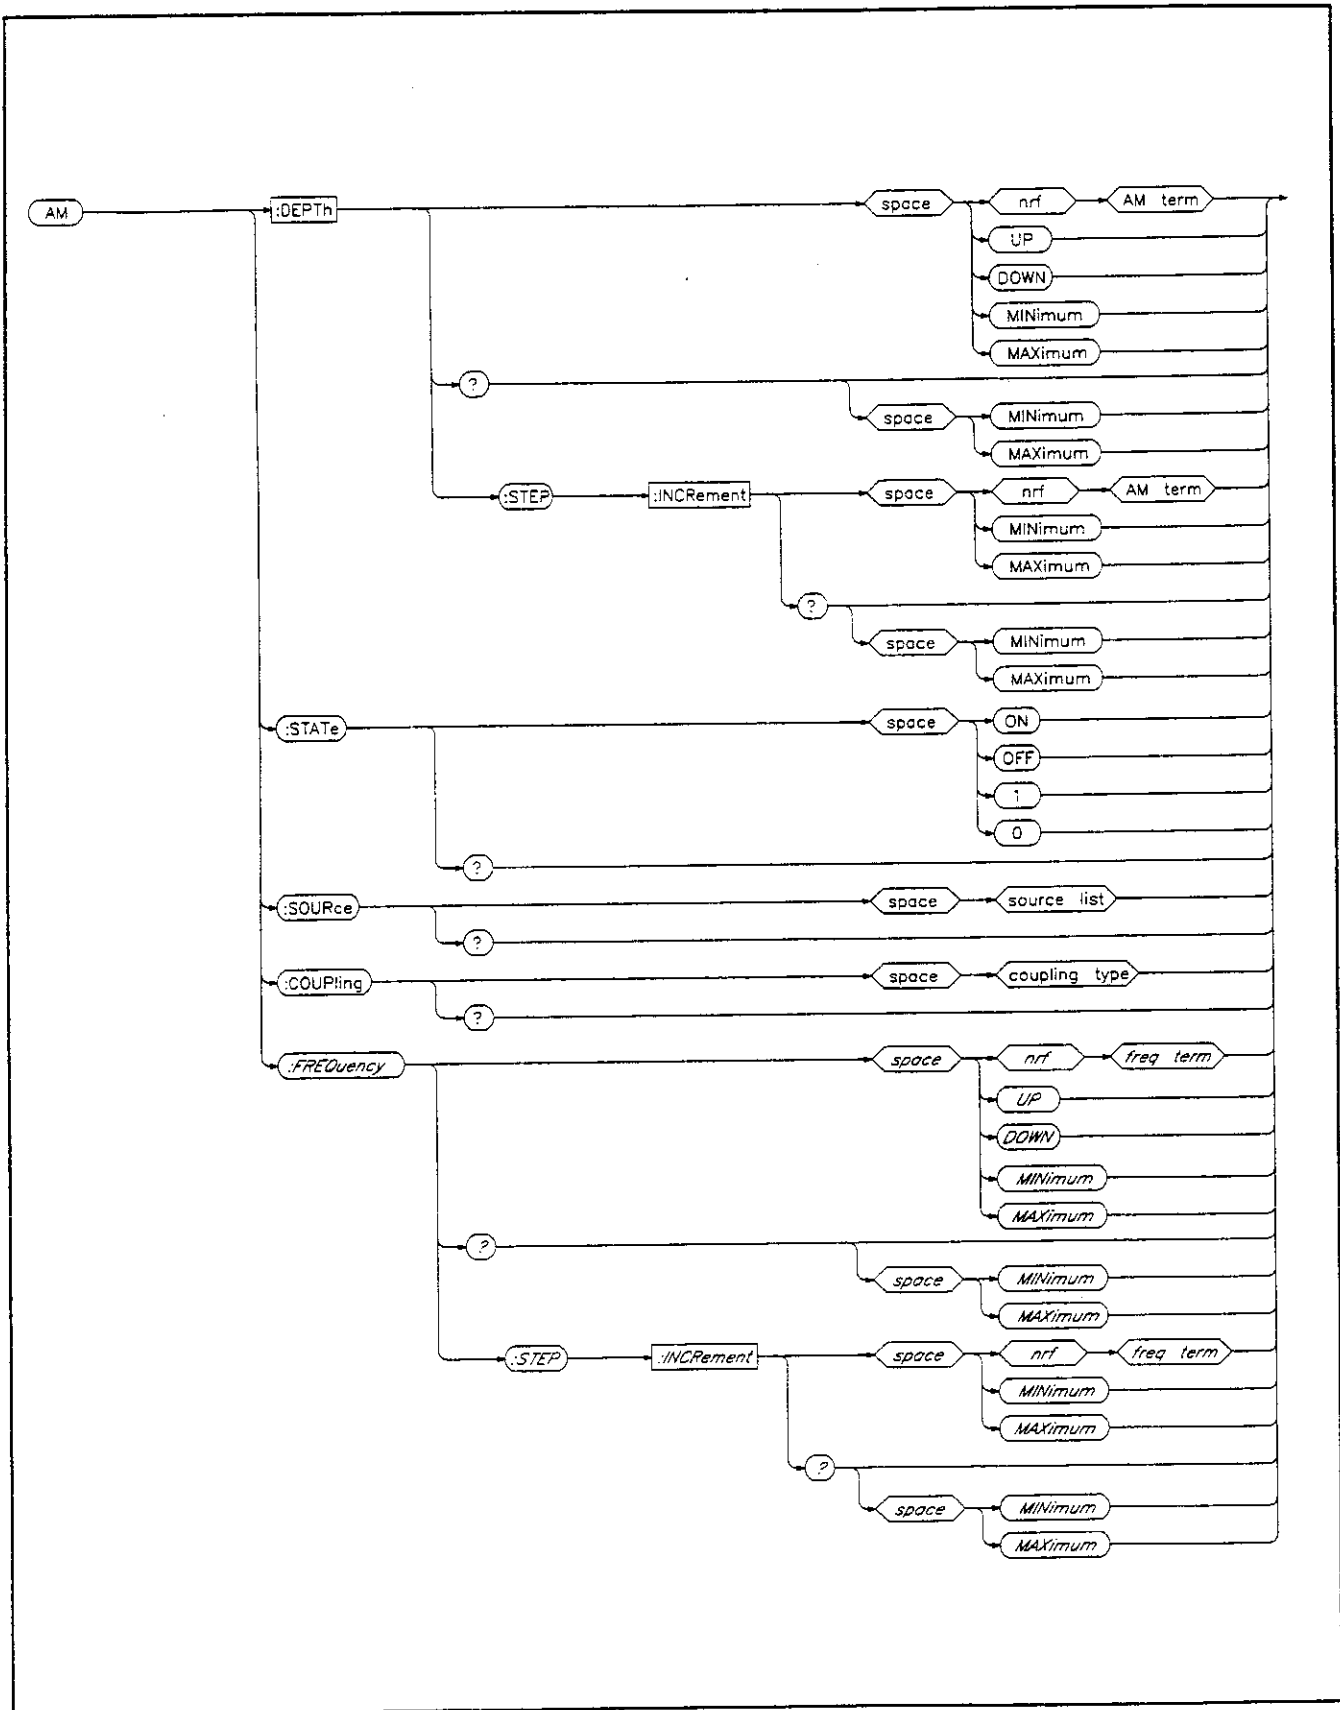 AM :DEPTh space nrf AM term
UP
DOWN
MINimum
MAXimum
?
space MINimum
MAXimum
:STEP :INCRement space nrf AM term
MINimum
MAXimum
?
space MINimum
MAXimum
:STATe space ON
OFF
1
0
?
:SOURce space source list
?
:COUPling space coupling type
?
:FREQuency space nrf freq term
UP
DOWN
MINimum
MAXimum
?
space MINimum
MAXimum
:STEP :INCRement space nrf freq term
MINimum
MAXimum
?
space MINimum
MAXimum